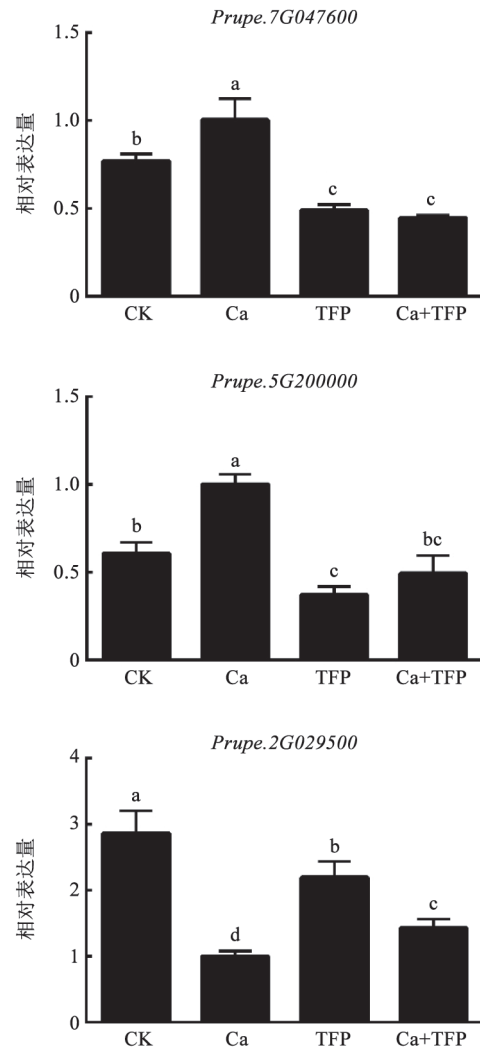 Prupe.7G047600
1.5
a
b
1.0
相对表达量
c
c
0.5
0
CK Ca TFP Ca+TFP
Prupe.5G200000
1.5
a
1.0
b
bc
相对表达量
c
0.5
0
CK Ca TFP Ca+TFP
Prupe.2G029500
4
a
3
b
相对表达量
2
c
d
1
0
CK Ca TFP Ca+TFP